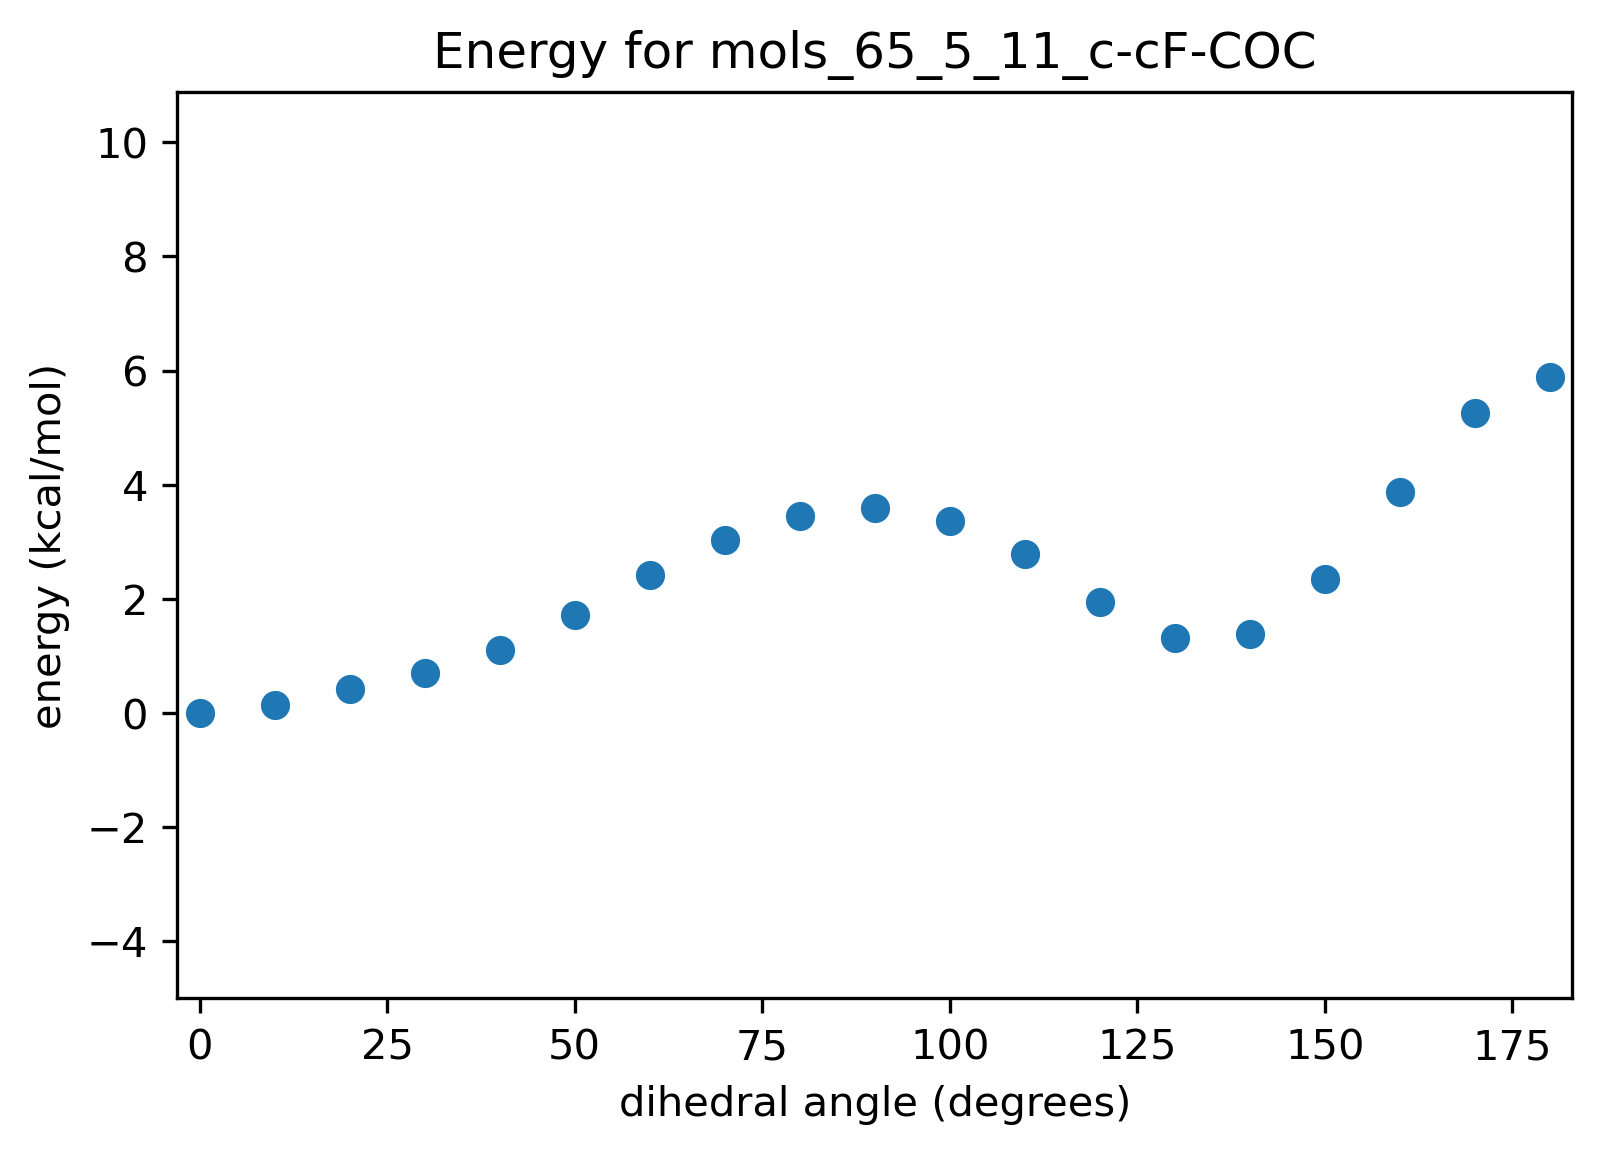 Energy for mols_65_5_11_c-cF-COC
10
8
6
4
2
0
−2
−4
energy (kcal/mol)
0 25 50 75 100 125 150 175
dihedral angle (degrees)